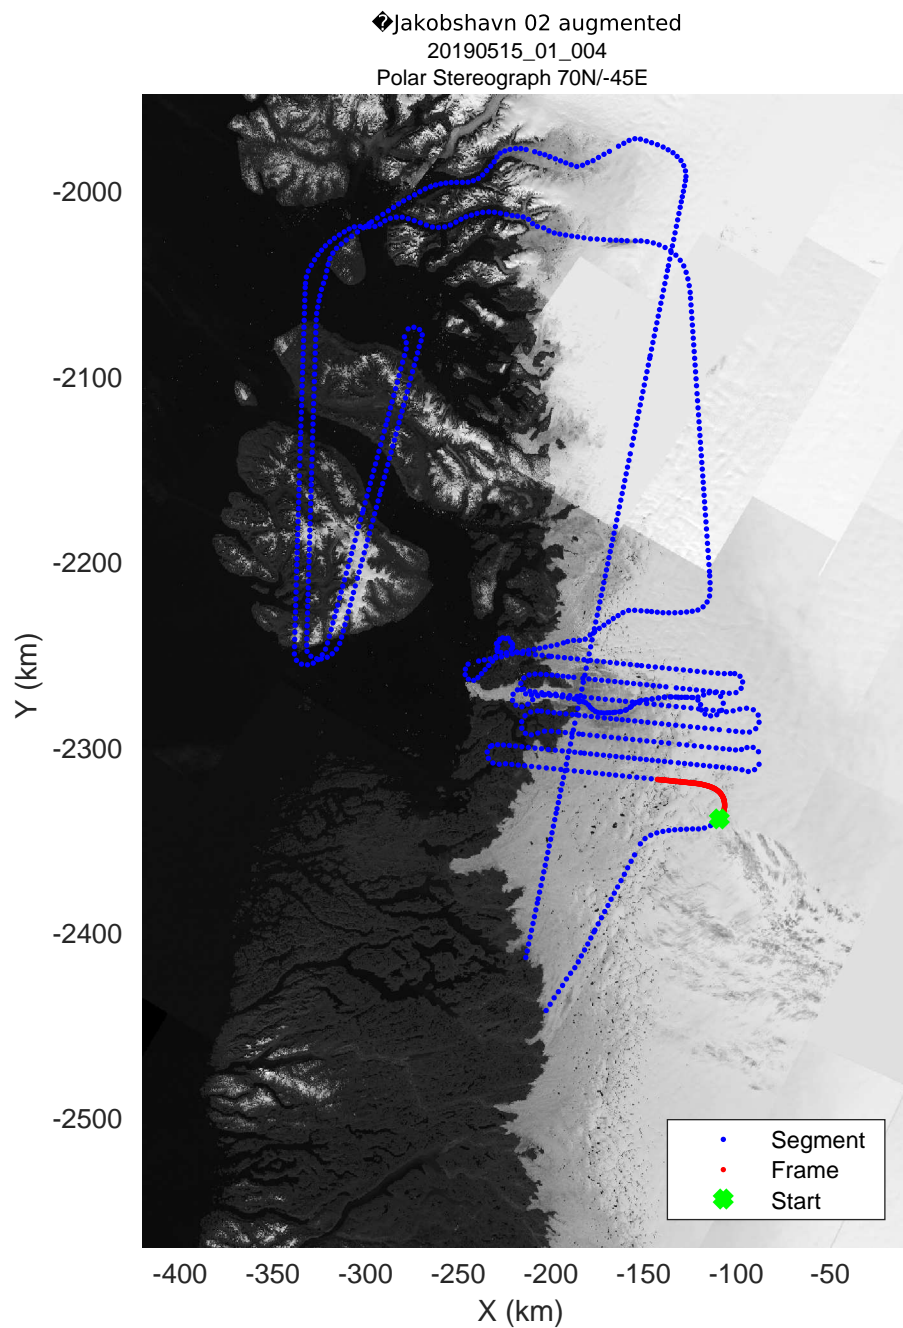 �Jakobshavn 02 augmented
20190515_01_004
Polar Stereograph 70N/-45E
-2000
-2100
-2200
-2300
-2400
-2500
Y (km)
-400
-350
-300
-250
-200
-150
-100
-50
X (km)
Segment
Frame
Start